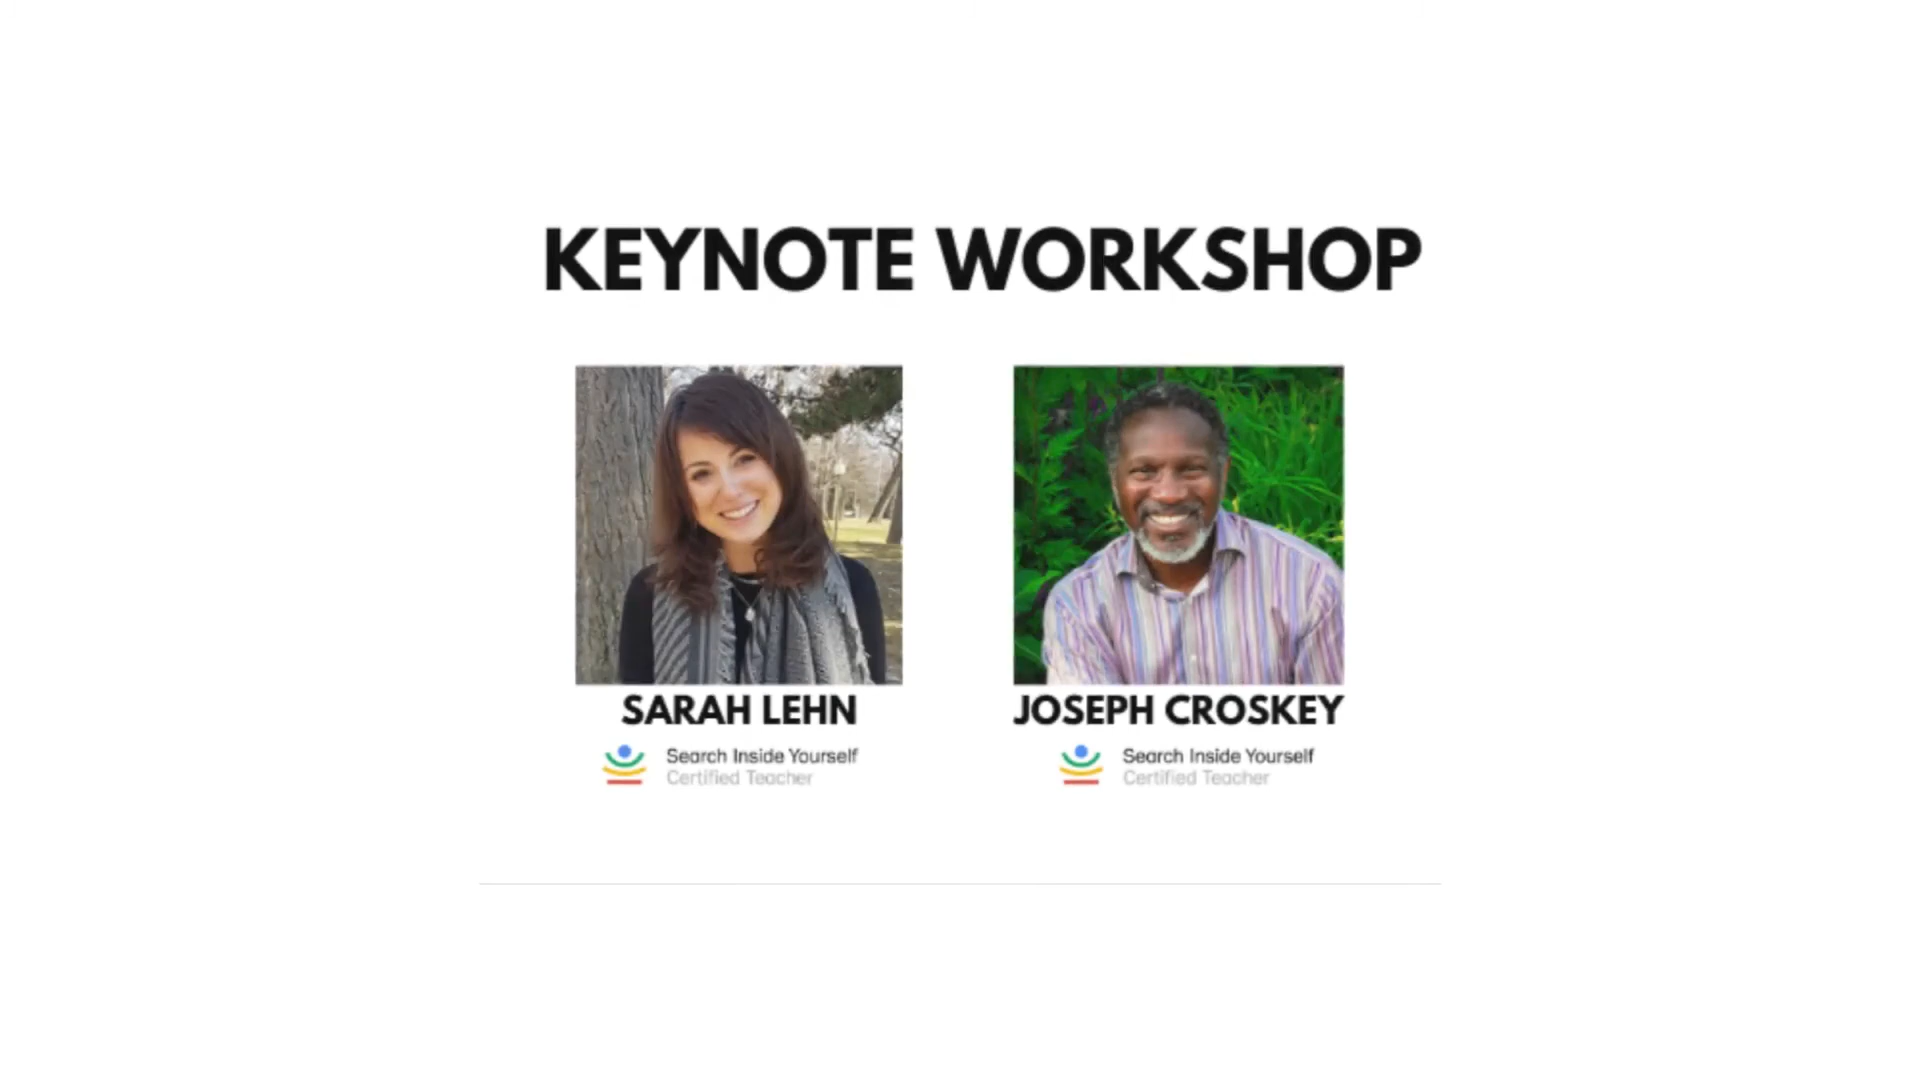 KEYNOTE WORKSHOP
SARAH LEHN
Search Inside Yourself
Certified Teacher
JOSEPH CROSKEY
Search Inside Yourself
Certified Teacher